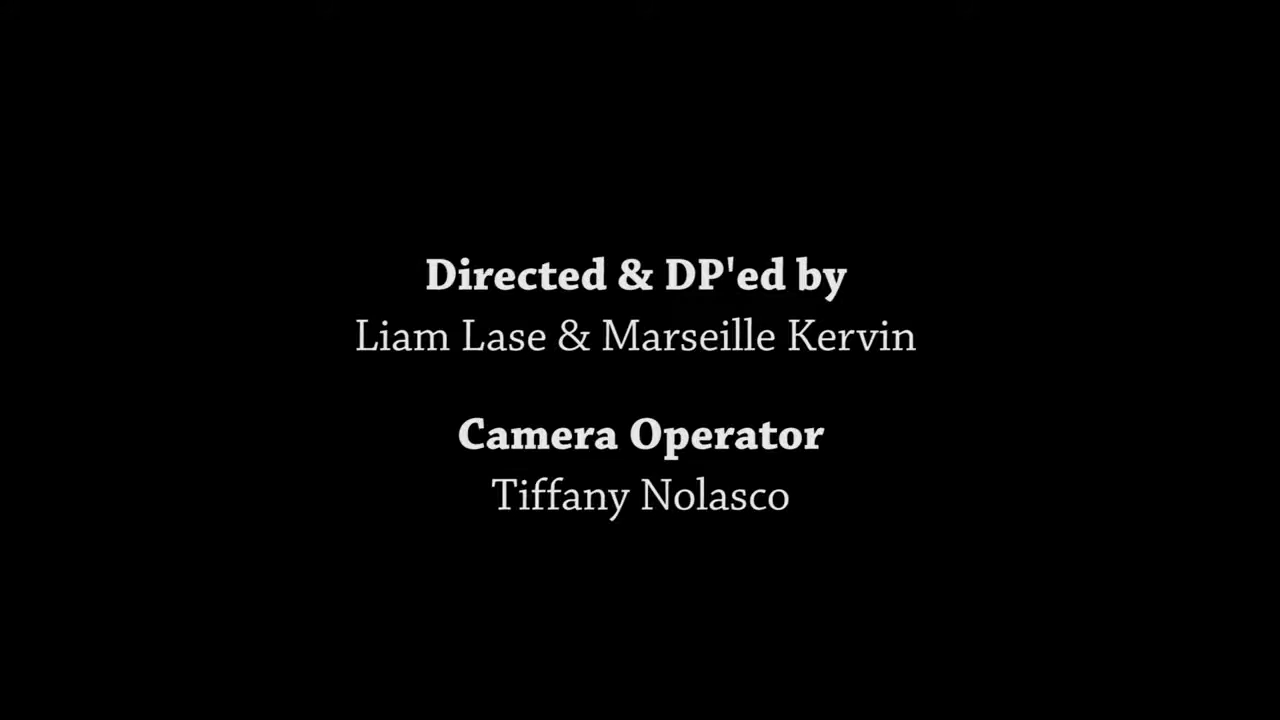 Directed & DP'ed by
Liam Lase & Marseille Kervin
Camera Operator
Tiffany Nolasco